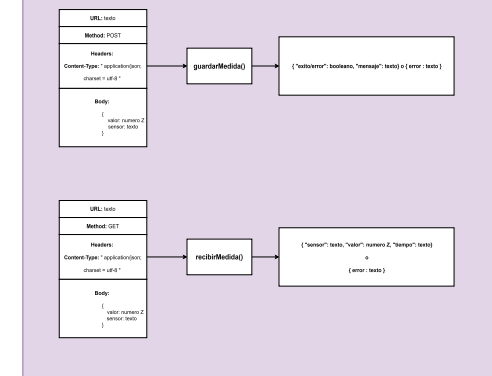 URL: texto
Method: POST
Headers:
Content-Type: " application/json;
charset = utf-8 "
Body:
{
valor: numero Z
sensor: texto
}
guardarMedida()
{ "exito/error": booleano, "mensaje": texto} o { error : texto }
URL: texto
Method: GET
Headers:
Content-Type: " application/json;
charset = utf-8 "
Body:
{
valor: numero Z
sensor: texto
}
recibirMedida()
{ "sensor": texto, "valor": numero Z, "tiempo": texto}
o
{ error : texto }